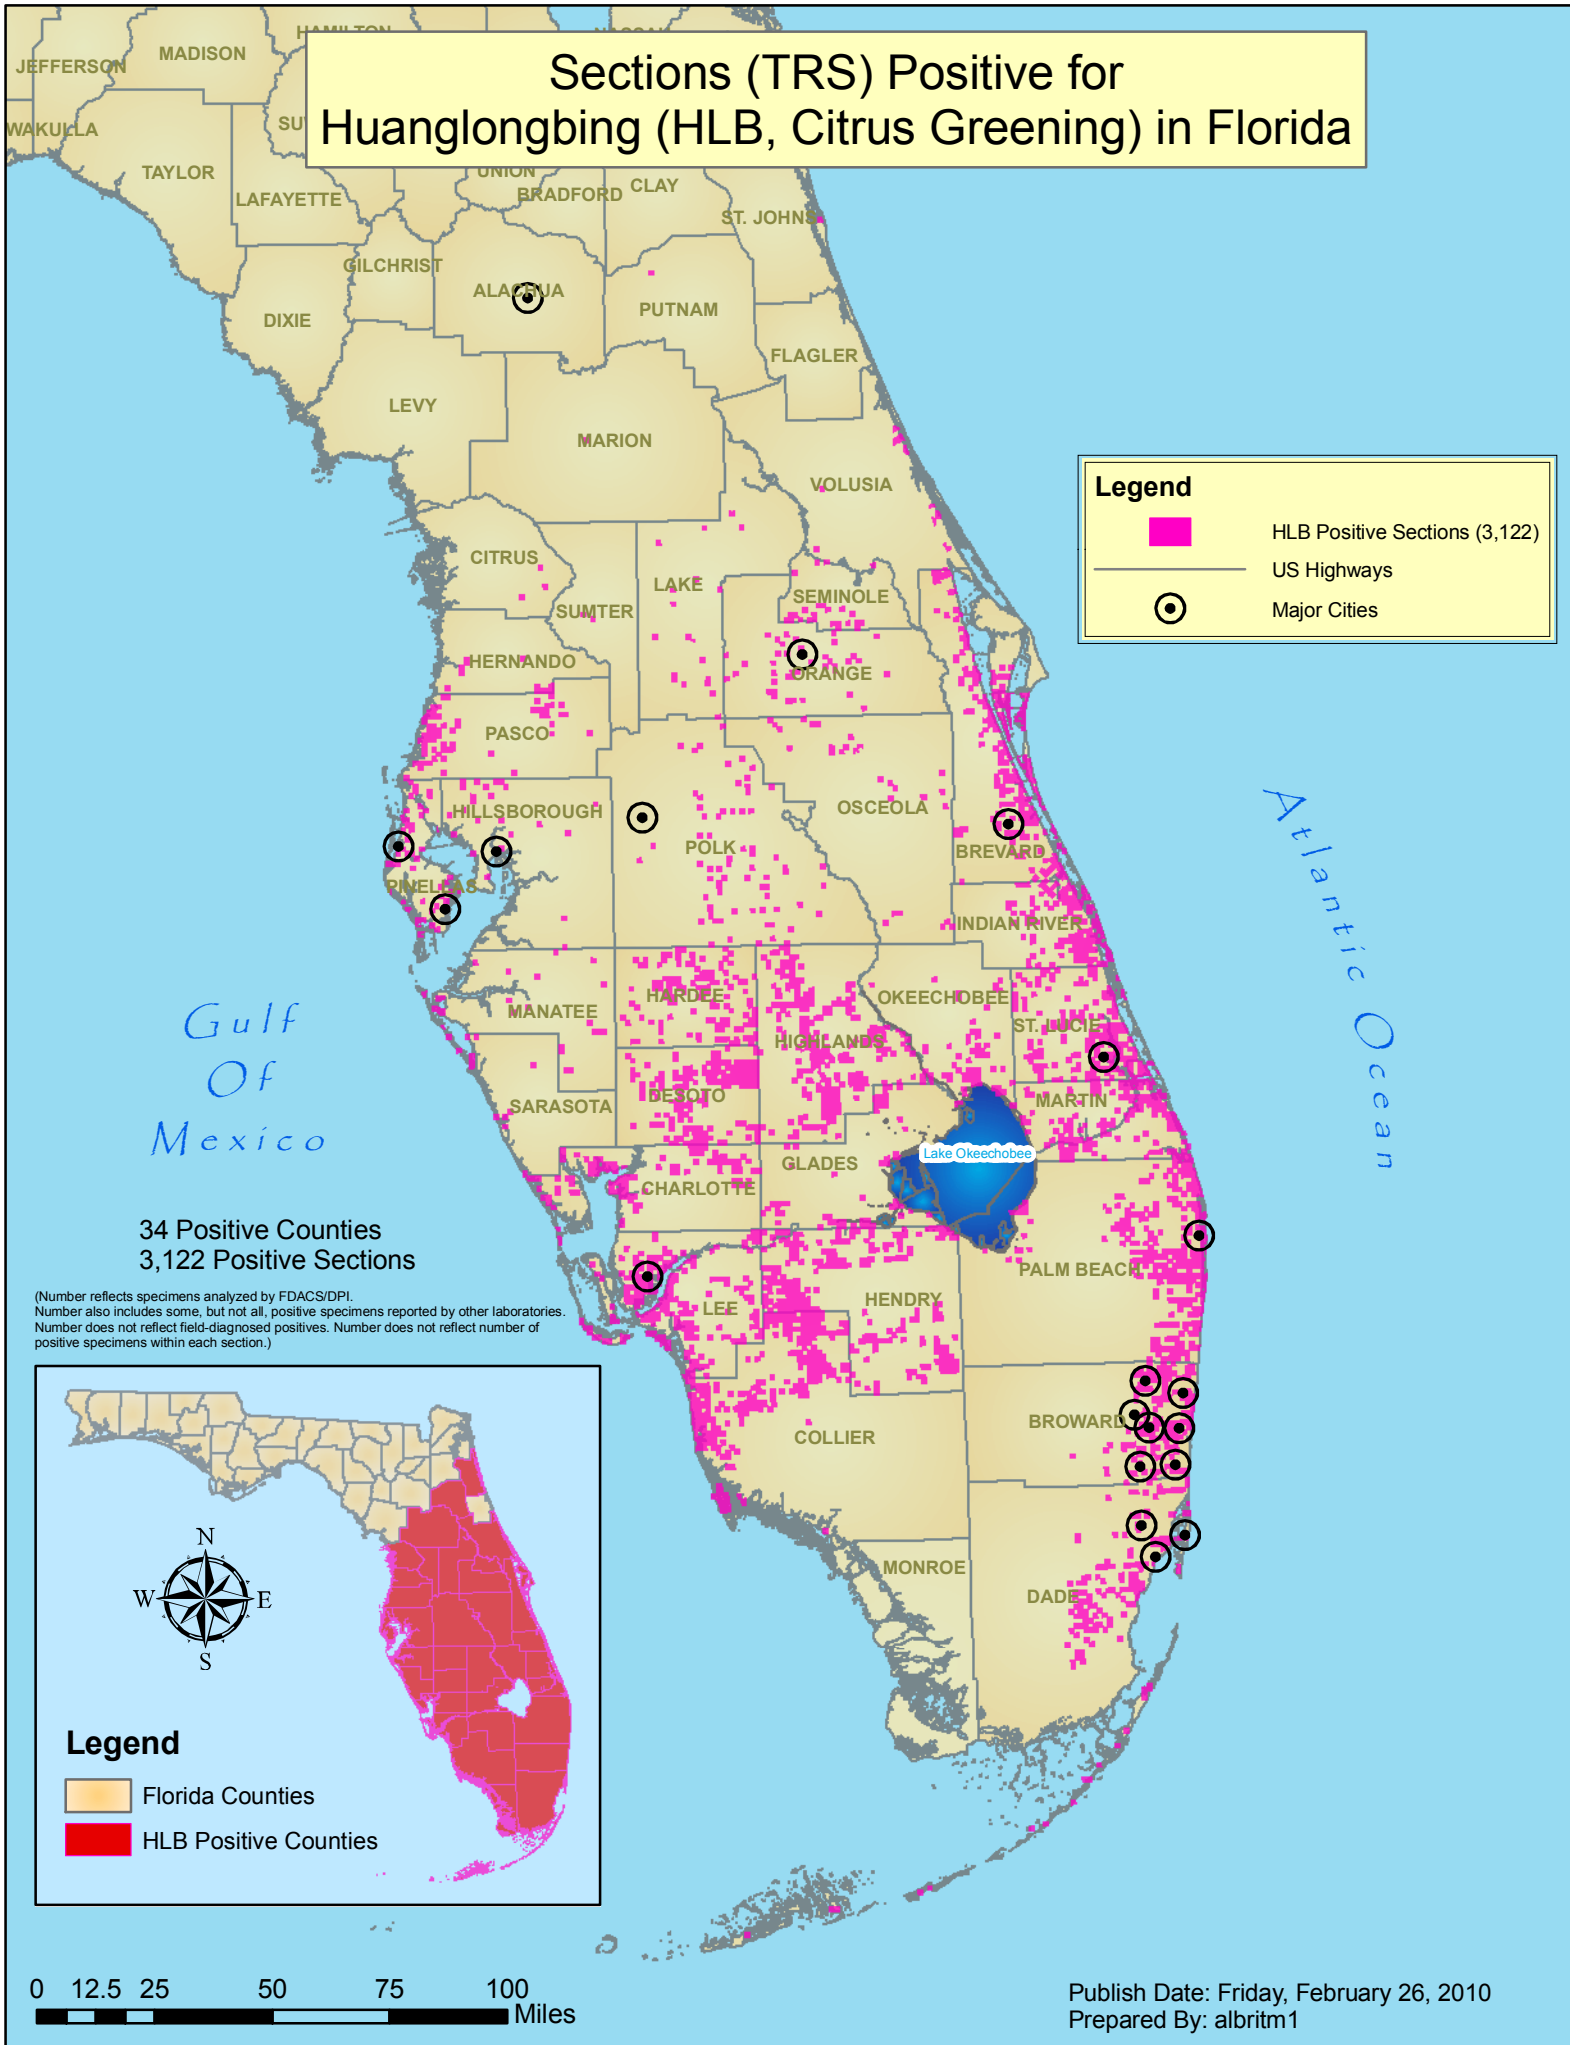 Sections (TRS) Positive for
Huanglongbing (HLB, Citrus Greening) in Florida
JEFFERSON
MADISON
WAKULLA
TAYLOR
LAFAYETTE
UNION
BRADFORD
CLAY
ST. JOHNS
GILCHRIST
ALACHUA
PUTNAM
DIXIE
FLAGLER
LEVY
MARION
VOLUSIA
Legend
HLB Positive Sections (3,122)
US Highways
Major Cities
CITRUS
LAKE
SEMINOLE
SUMTER
HERNANDO
ORANGE
PASCO
HILLSBOROUGH
OSCEOLA
POLK
BREVARD
PINELLAS
INDIAN RIVER
Atlantic Ocean
Gulf
Of
Mexico
MANATEE
HARDEE
OKEECHOBEE
HIGHLANDS
ST. LUCIE
SARASOTA
DESOTO
MARTIN
Lake Okeechobee
GLADES
CHARLOTTE
34 Positive Counties
3,122 Positive Sections
(Number reflects specimens analyzed by FDACS/DPI.
Number also includes some, but not all, positive specimens reported by other laboratories.
Number does not reflect field-diagnosed positives. Number does not reflect number of
positive specimens within each section.)
PALM BEACH
LEE
HENDRY
BROWARD
COLLIER
MONROE
DADE
N
W
E
S
Legend
Florida Counties
HLB Positive Counties
0 12.5 25 50 75 100
Miles
Publish Date: Friday, February 26, 2010
Prepared By: albritm1